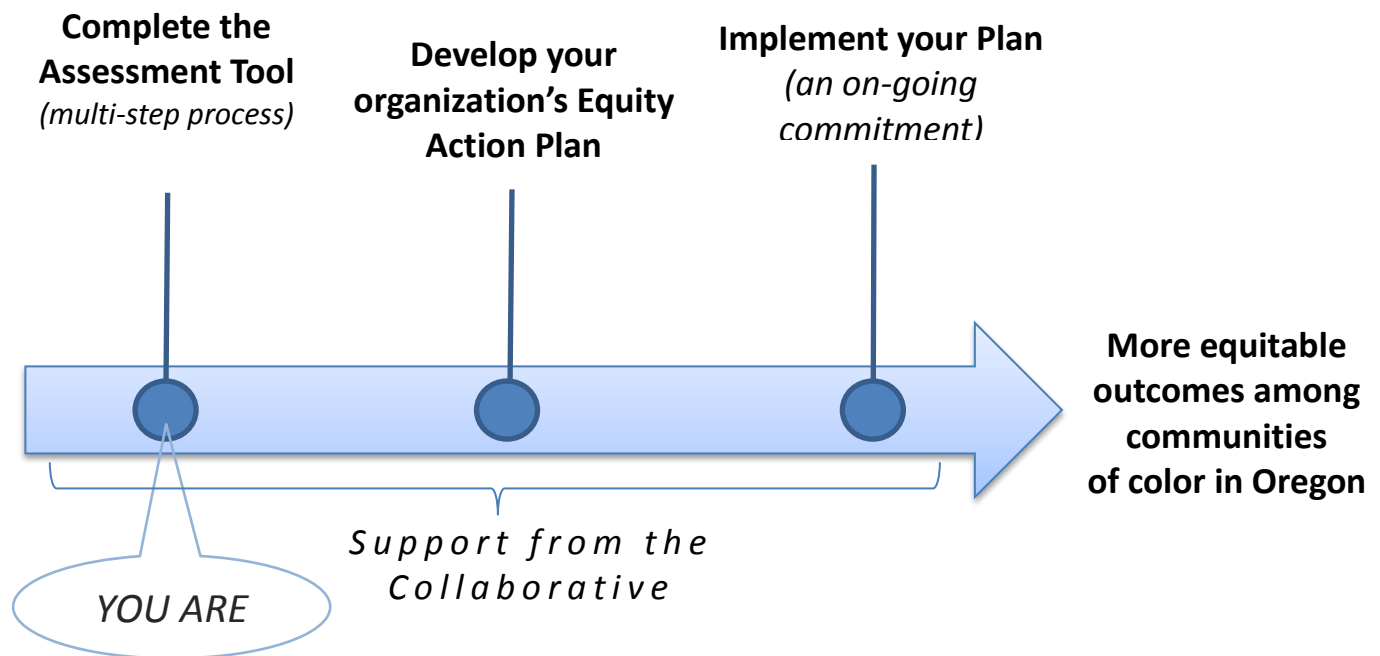 Complete the
Assessment Tool
(multi-step process)
Develop your
organization's Equity
Action Plan
Implement your Plan
(an on-going
commitment)
More equitable
outcomes among
communities
of color in Oregon
Support from the
Collaborative
YOU ARE